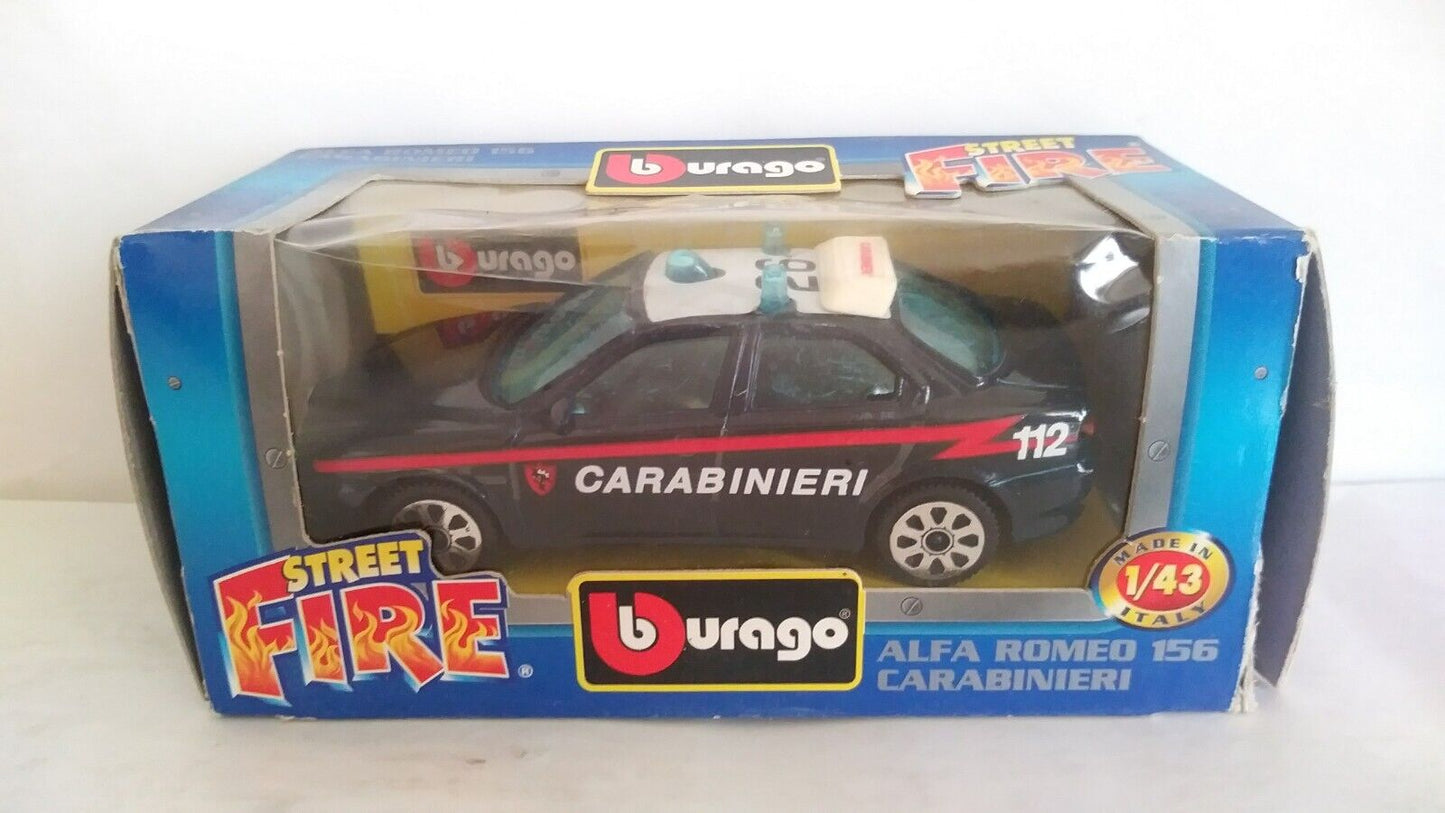 ALFA ROMEO 156
CARABINIERI
burago
STREET
FIRE
burago
CARABINIERI
112
STREET
FIRE®
burago®
MADE IN
1/43
ITALY
ALFA ROMEO 156
CARABINIERI